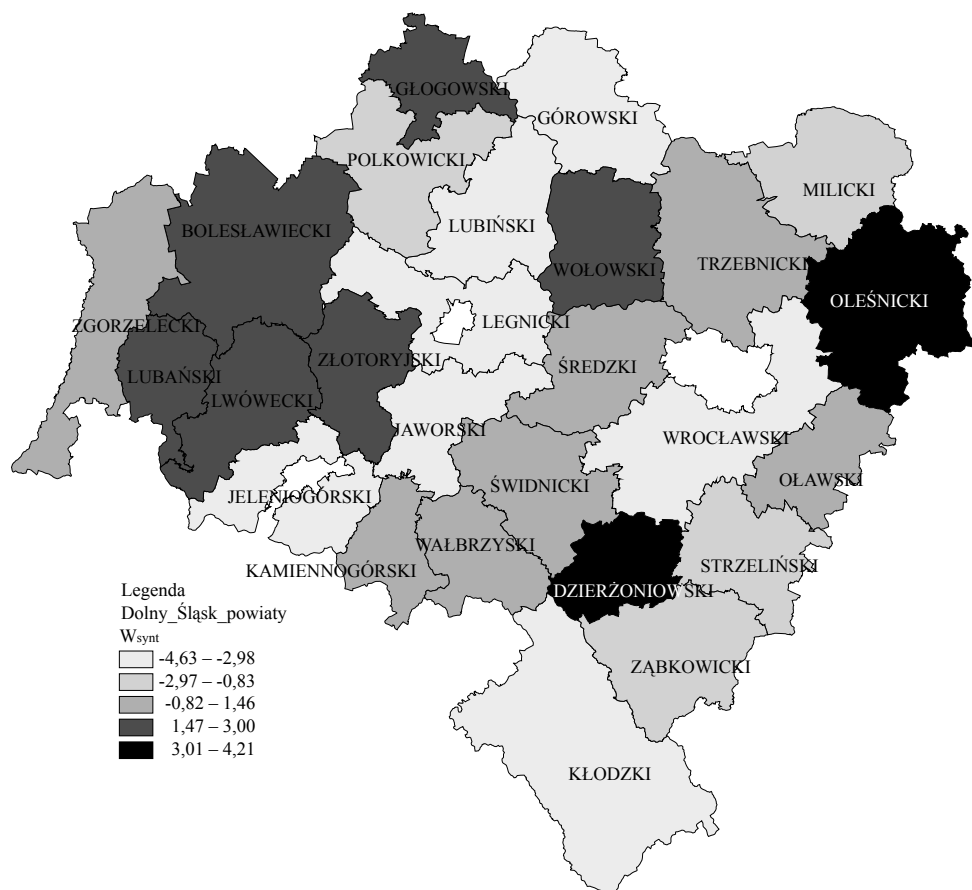 GŁOGOWSKI
GÓROWSKI
POLKOWICKI
MILICKI
LUBIŃSKI
BOLESŁAWIECKI
WOŁOWSKI
TRZEBNICKI
OLEŚNICKI
ZGORZELECKI
LEGNICKI
LUBAŃSKI
ZŁOTORYJSKI
ŚREDZKI
LWÓWECKI
JAWORSKI
WROCŁAWSKI
OŁAWSKI
ŚWIDNICKI
JELENIOGÓRSKI
WAŁBRZYSKI
STRZELIŃSKI
KAMIENNOGÓRSKI
DZIERŻONIOWSKI
ZĄBKOWICKI
KŁODZKI
Legenda
Dolny_Śląsk_powiaty
Wsynt
-4,63 – -2,98
-2,97 – -0,83
-0,82 – 1,46
1,47 – 3,00
3,01 – 4,21